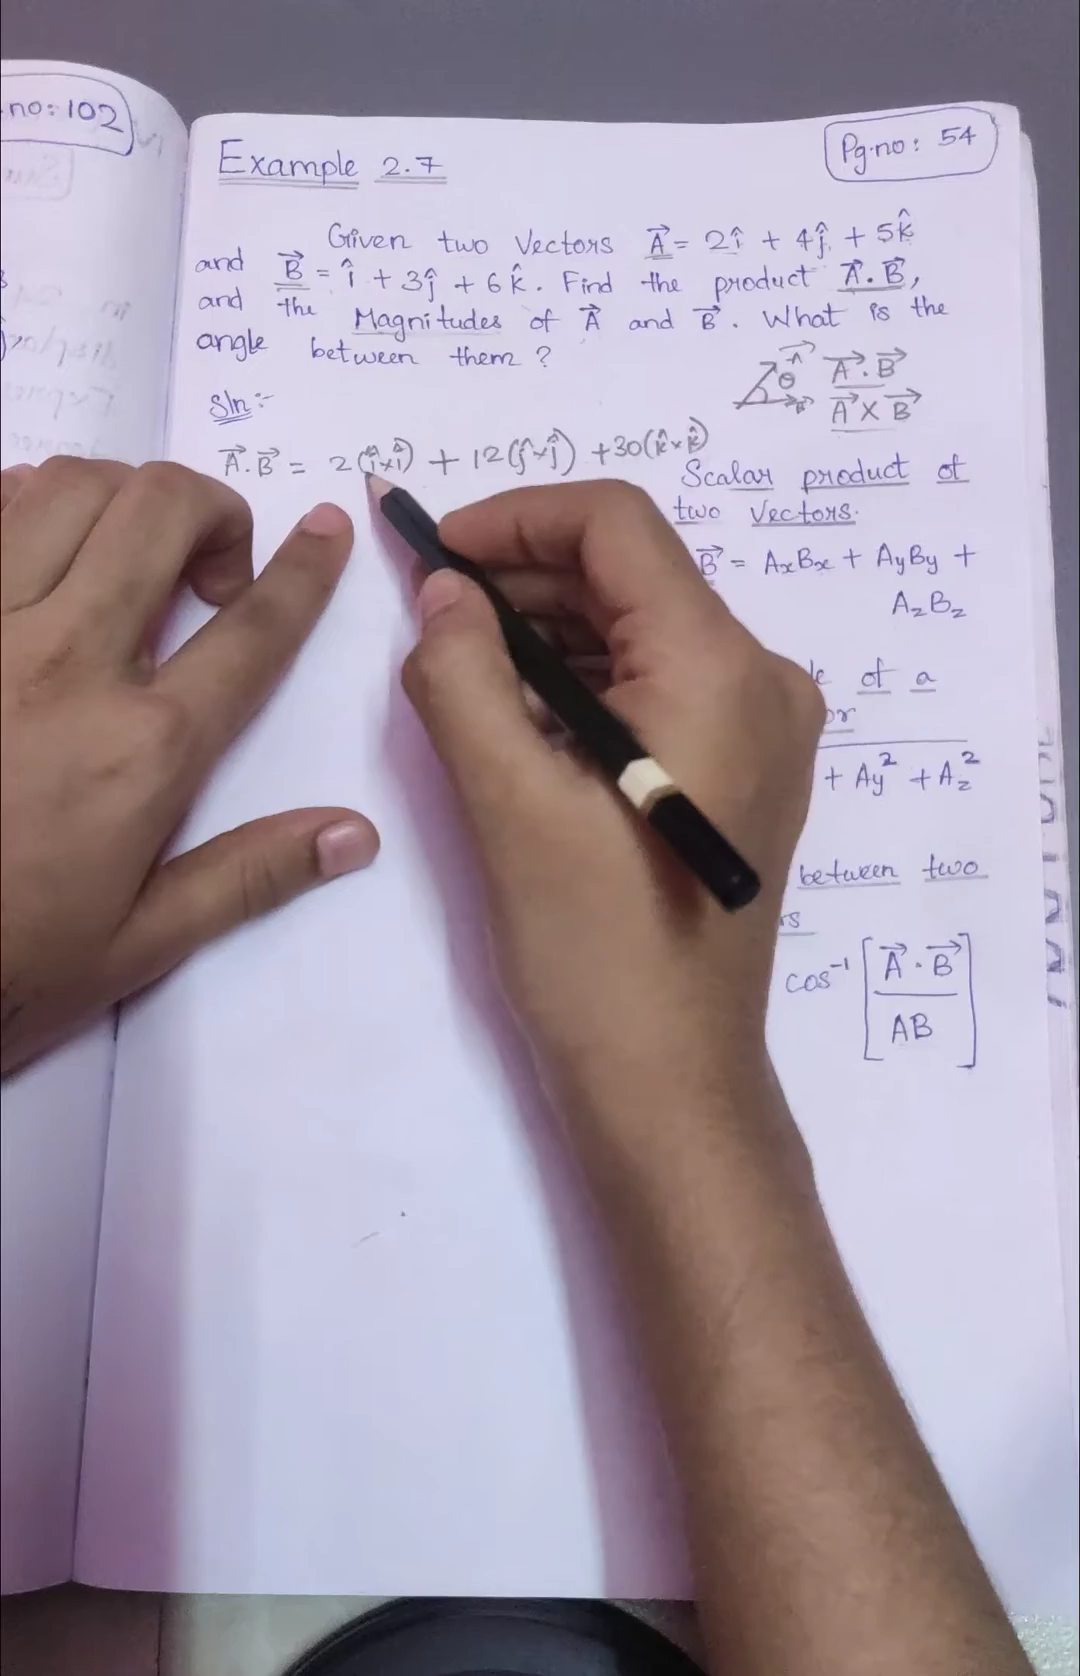 no: 102
Example 2.7
Pg.no: 54
Given two Vectors A⃗ = 2î + 4ĵ + 5k̂
and B⃗ = î + 3ĵ + 6k̂. Find the product A⃗.B⃗,
and the Magnitudes of A⃗ and B⃗. What is the
angle between them ?
θ A⃗.B⃗
A⃗ X B⃗
Sln:-
A⃗.B⃗ = 2(î×î) + 12(ĵ×ĵ) +30(k̂×k̂)
Scalar product of
two Vectors.
B⃗ = AxBx + AyBy +
AzBz
of a
+ Ay² + Az²
between two
cos⁻¹ [A⃗ · B⃗
AB]